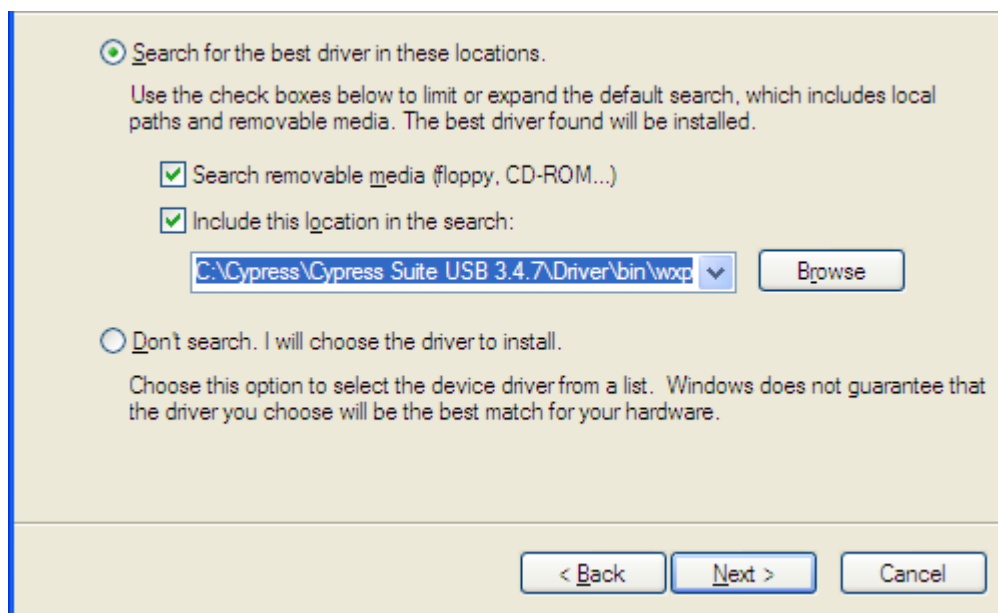 Search for the best driver in these locations.
Use the check boxes below to limit or expand the default search, which includes local
paths and removable media. The best driver found will be installed.
Search removable media (floppy, CD-ROM...)
Include this location in the search:
C:\Cypress\Cypress Suite USB 3.4.7\Driver\bin\wxp
Browse
Don't search. I will choose the driver to install.
Choose this option to select the device driver from a list. Windows does not guarantee that
the driver you choose will be the best match for your hardware.
< Back
Next >
Cancel